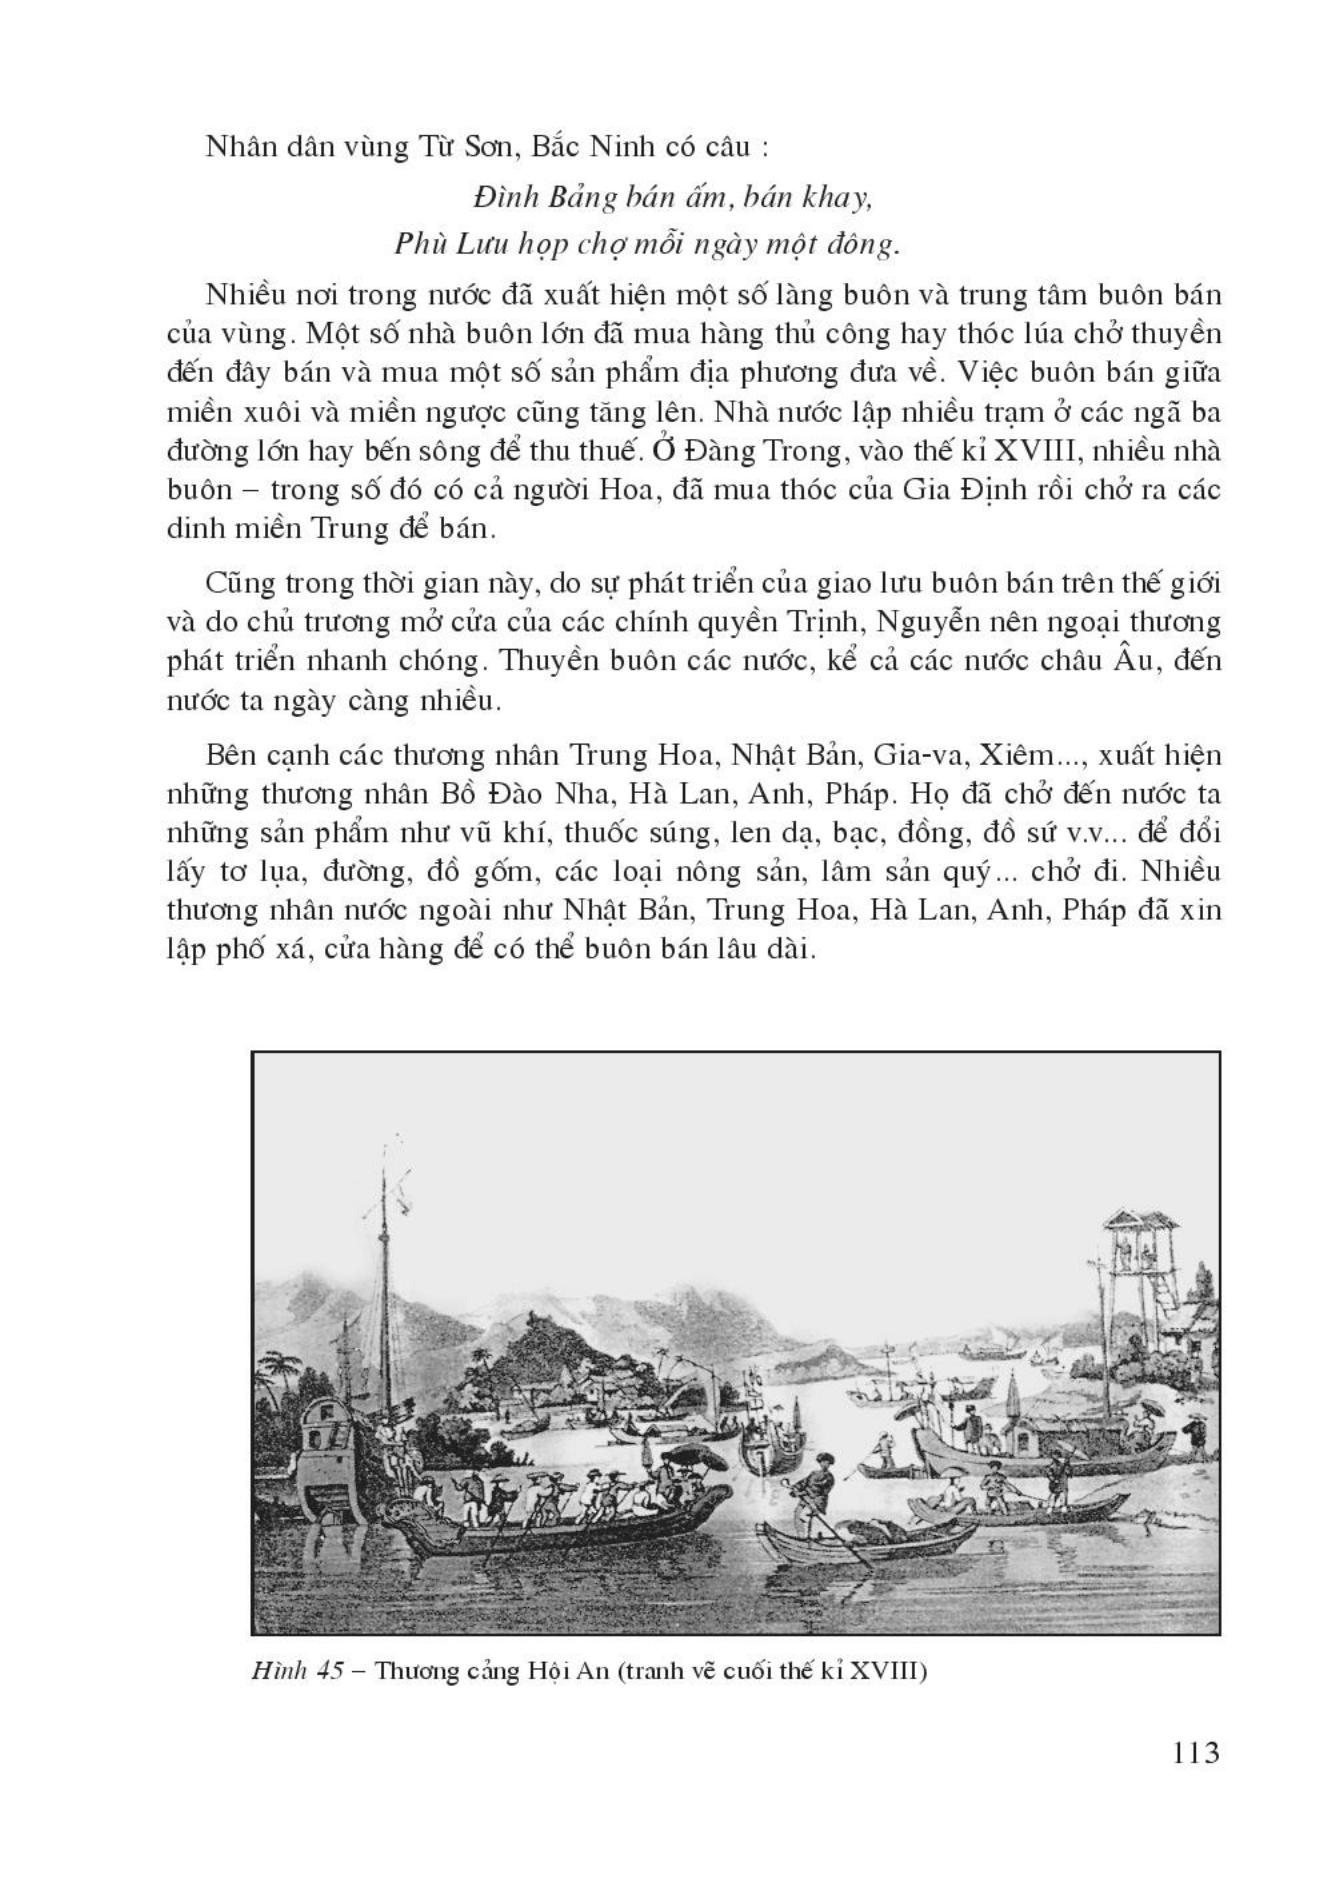 Nhân dân vùng Từ Sơn, Bắc Ninh có câu :
Đình Bảng bán ấm, bán khay,
Phù Lưu họp chợ mỗi ngày một đông.
Nhiều nơi trong nước đã xuất hiện một số làng buôn và trung tâm buôn bán
của vùng. Một số nhà buôn lớn đã mua hàng thủ công hay thóc lúa chở thuyền
đến đây bán và mua một số sản phẩm địa phương đưa về. Việc buôn bán giữa
miền xuôi và miền ngược cũng tăng lên. Nhà nước lập nhiều trạm ở các ngã ba
đường lớn hay bến sông để thu thuế. Ở Đàng Trong, vào thế kỉ XVIII, nhiều nhà
buôn – trong số đó có cả người Hoa, đã mua thóc của Gia Định rồi chở ra các
dinh miền Trung để bán.
Cũng trong thời gian này, do sự phát triển của giao lưu buôn bán trên thế giới
và do chủ trương mở cửa của các chính quyền Trịnh, Nguyễn nên ngoại thương
phát triển nhanh chóng. Thuyền buôn các nước, kể cả các nước châu Âu, đến
nước ta ngày càng nhiều.
Bên cạnh các thương nhân Trung Hoa, Nhật Bản, Gia-va, Xiêm..., xuất hiện
những thương nhân Bồ Đào Nha, Hà Lan, Anh, Pháp. Họ đã chở đến nước ta
những sản phẩm như vũ khí, thuốc súng, len dạ, bạc, đồng, đồ sứ v.v... để đổi
lấy tơ lụa, đường, đồ gốm, các loại nông sản, lâm sản quý... chở đi. Nhiều
thương nhân nước ngoài như Nhật Bản, Trung Hoa, Hà Lan, Anh, Pháp đã xin
lập phố xá, cửa hàng để có thể buôn bán lâu dài.
Hình 45 – Thương cảng Hội An (tranh vẽ cuối thế kỉ XVIII)
113